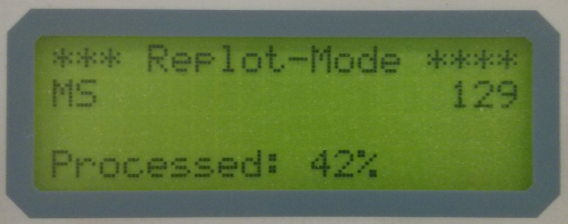 *** Replot-Mode ****
MS 129
Processed: 42%